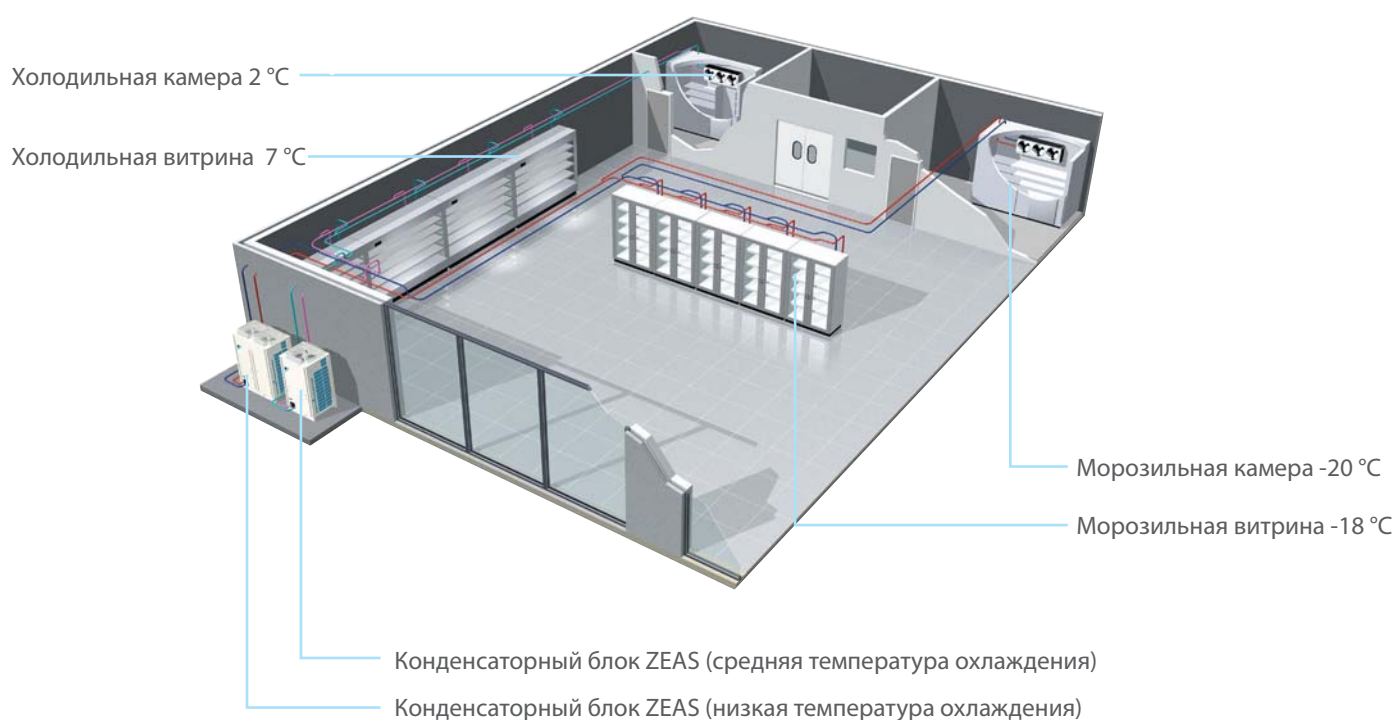 Холодильная камера 2 °C
Холодильная витрина 7 °C
Морозильная камера -20 °C
Морозильная витрина -18 °C
Конденсаторный блок ZEAS (средняя температура охлаждения)
Конденсаторный блок ZEAS (низкая температура охлаждения)